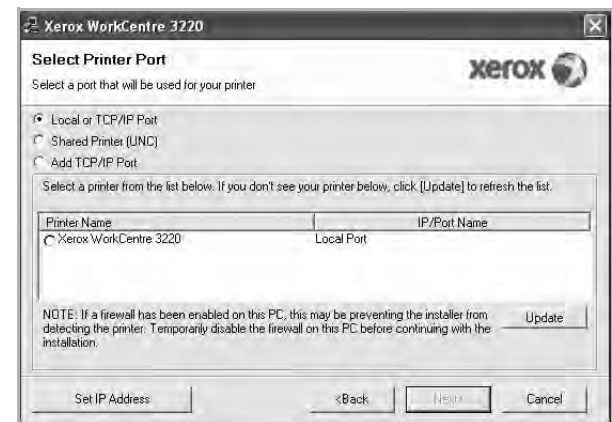 Xerox WorkCentre 3220
Select Printer Port
Select a port that will be used for your printer
xerox
Local or TCP/IP Port
Shared Printer (UNC)
Add TCP/IP Port
Select a printer from the list below. If you don't see your printer below, click [Update] to refresh the list.
Printer Name IP/Port Name
Xerox WorkCentre 3220 Local Port
NOTE: If a firewall has been enabled on this PC, this may be preventing the installer from
detecting the printer. Temporarily disable the firewall on this PC before continuing with the
installation.
Update
Set IP Address <Back Next> Cancel